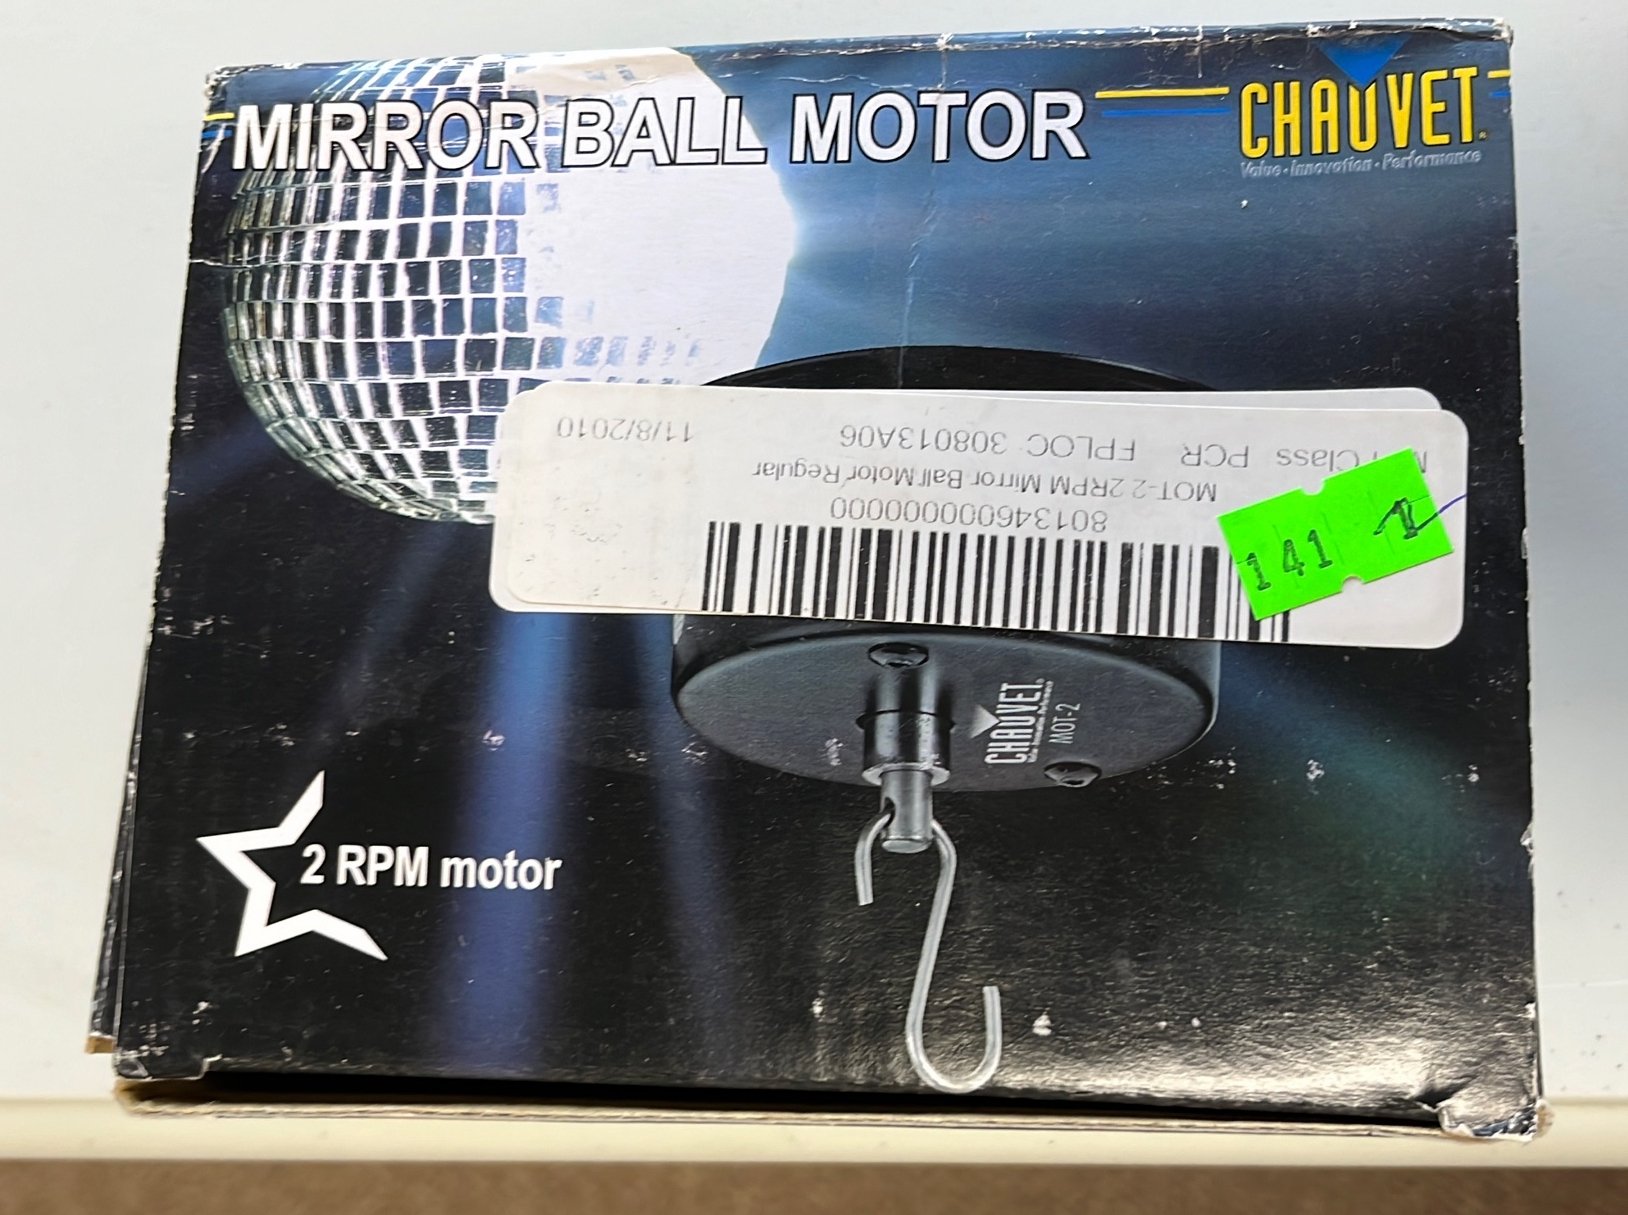 MIRROR BALL MOTOR
CHAUVET
Value • Innovation • Performance
Class PCR FPLOC 308013A06 11/8/2010
MOT-2 2RPM Mirror Ball Motor Regular
80134600000000
141
CHAUVET
MOT-2
2 RPM motor